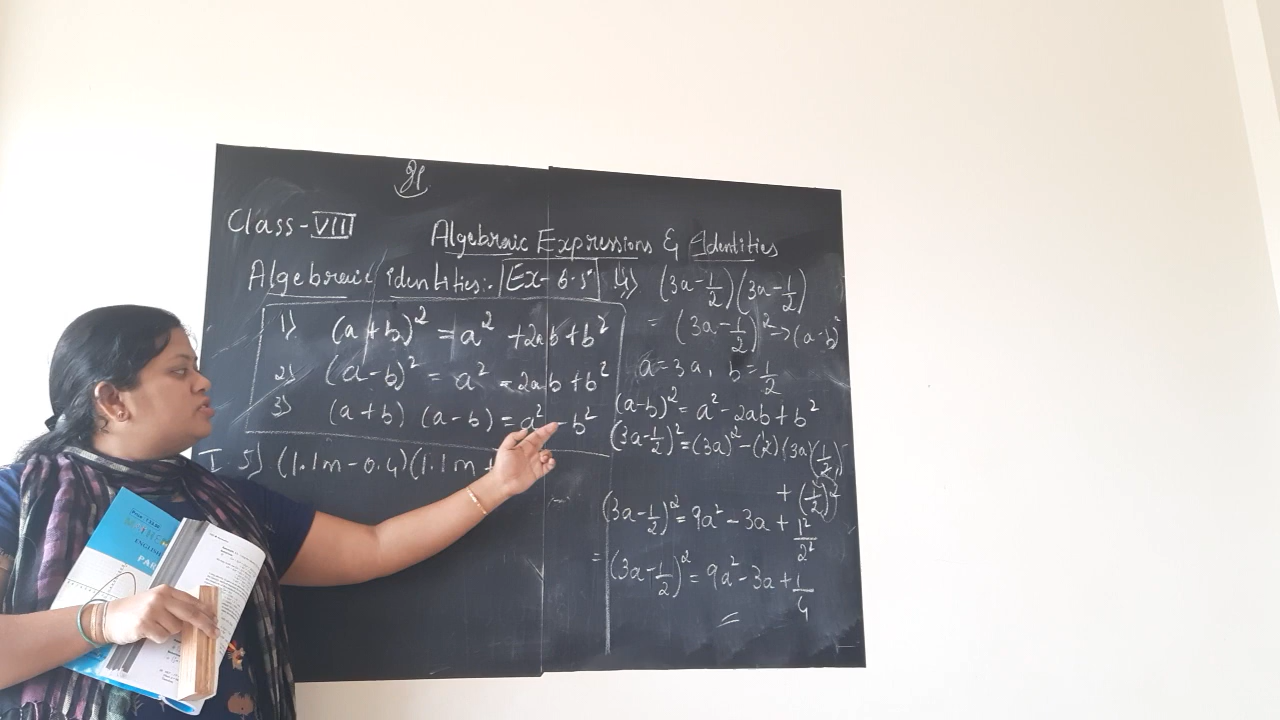 Class-VIII
Algebraic Expressions & Identities
Algebraic identities:- Ex-6.5
1) (a+b)² = a² +2ab+b²
2) (a-b)² = a² -2ab+b²
3) (a+b) (a-b) = a² - b²
I. 5) (1.1m-0.4)(1.1m+
4) (3a-1/2)(3a-1/2)
= (3a-1/2)² => (a-b)²
a=3a, b=1/2
(a-b)² = a² - 2ab + b²
(3a-1/2)² = (3a)² - (2)(3a)(1/2)
+ (1/2)²
(3a-1/2)² = 9a² - 3a + 1²/2²
= (3a-1/2)² = 9a² - 3a + 1/4
MATHEM
ENGLISH
PAR